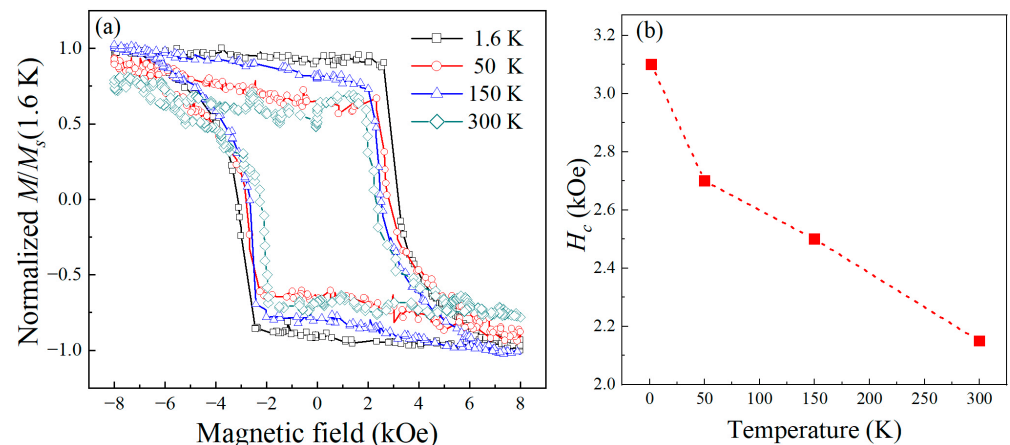 (a)
1.6 K
50 K
150 K
300 K
Normalized M/Ms(1.6 K)
1.0
0.5
0.0
−0.5
−1.0
−8 −6 −4 −2 0 2 4 6 8
Magnetic field (kOe)
(b)
Hc (kOe)
3.2
3.0
2.8
2.6
2.4
2.2
2.0
0 50 100 150 200 250 300
Temperature (K)